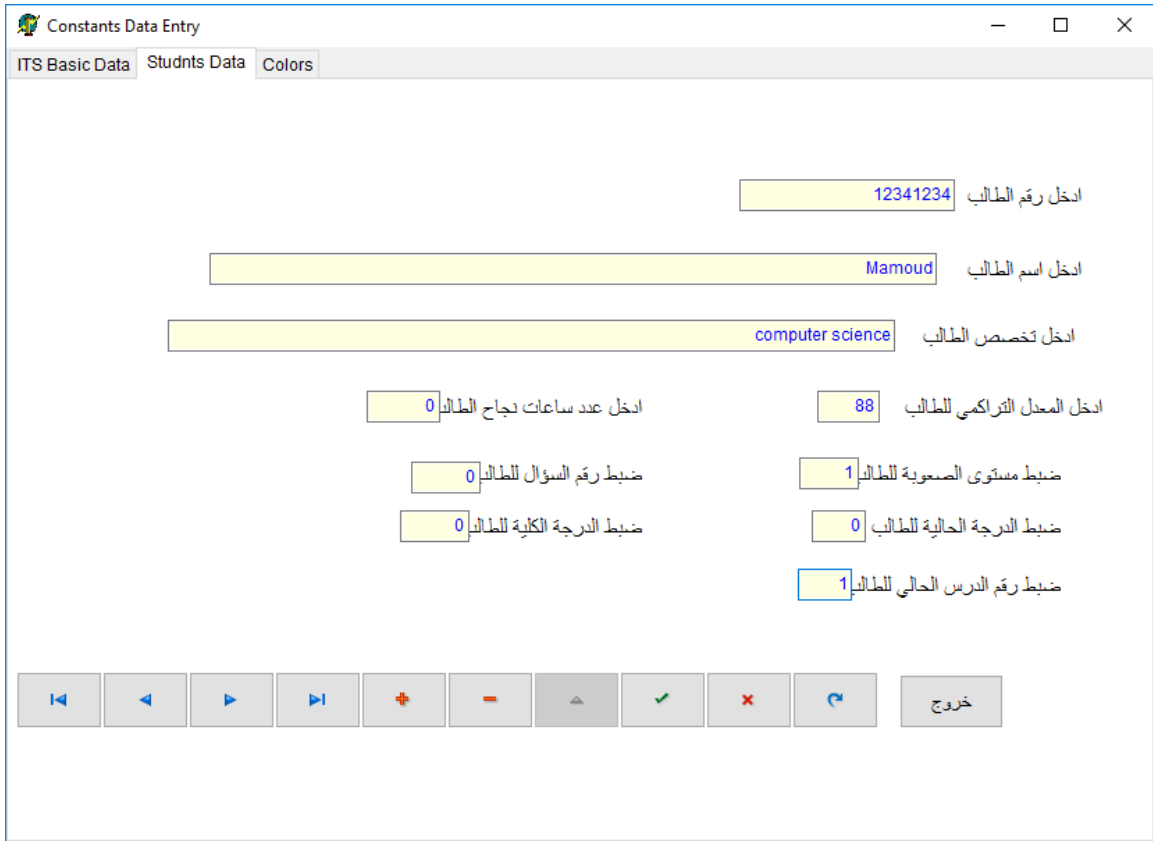 Constants Data Entry
ITS Basic Data Studnts Data Colors
ادخل رقم الطالب 12341234
ادخل اسم الطالب Mamoud
ادخل تخصص الطالب computer science
ادخل المعدل التراكمي للطالب 88 ادخل عدد ساعات نجاح الطالب 0
ضبط مستوى الصعوبة للطالب 1 ضبط رقم السؤال للطالب 0
ضبط الدرجة الحالية للطالب 0 ضبط الدرجة الكلية للطالب 0
ضبط رقم الدرس الحالي للطالب 1
خروج